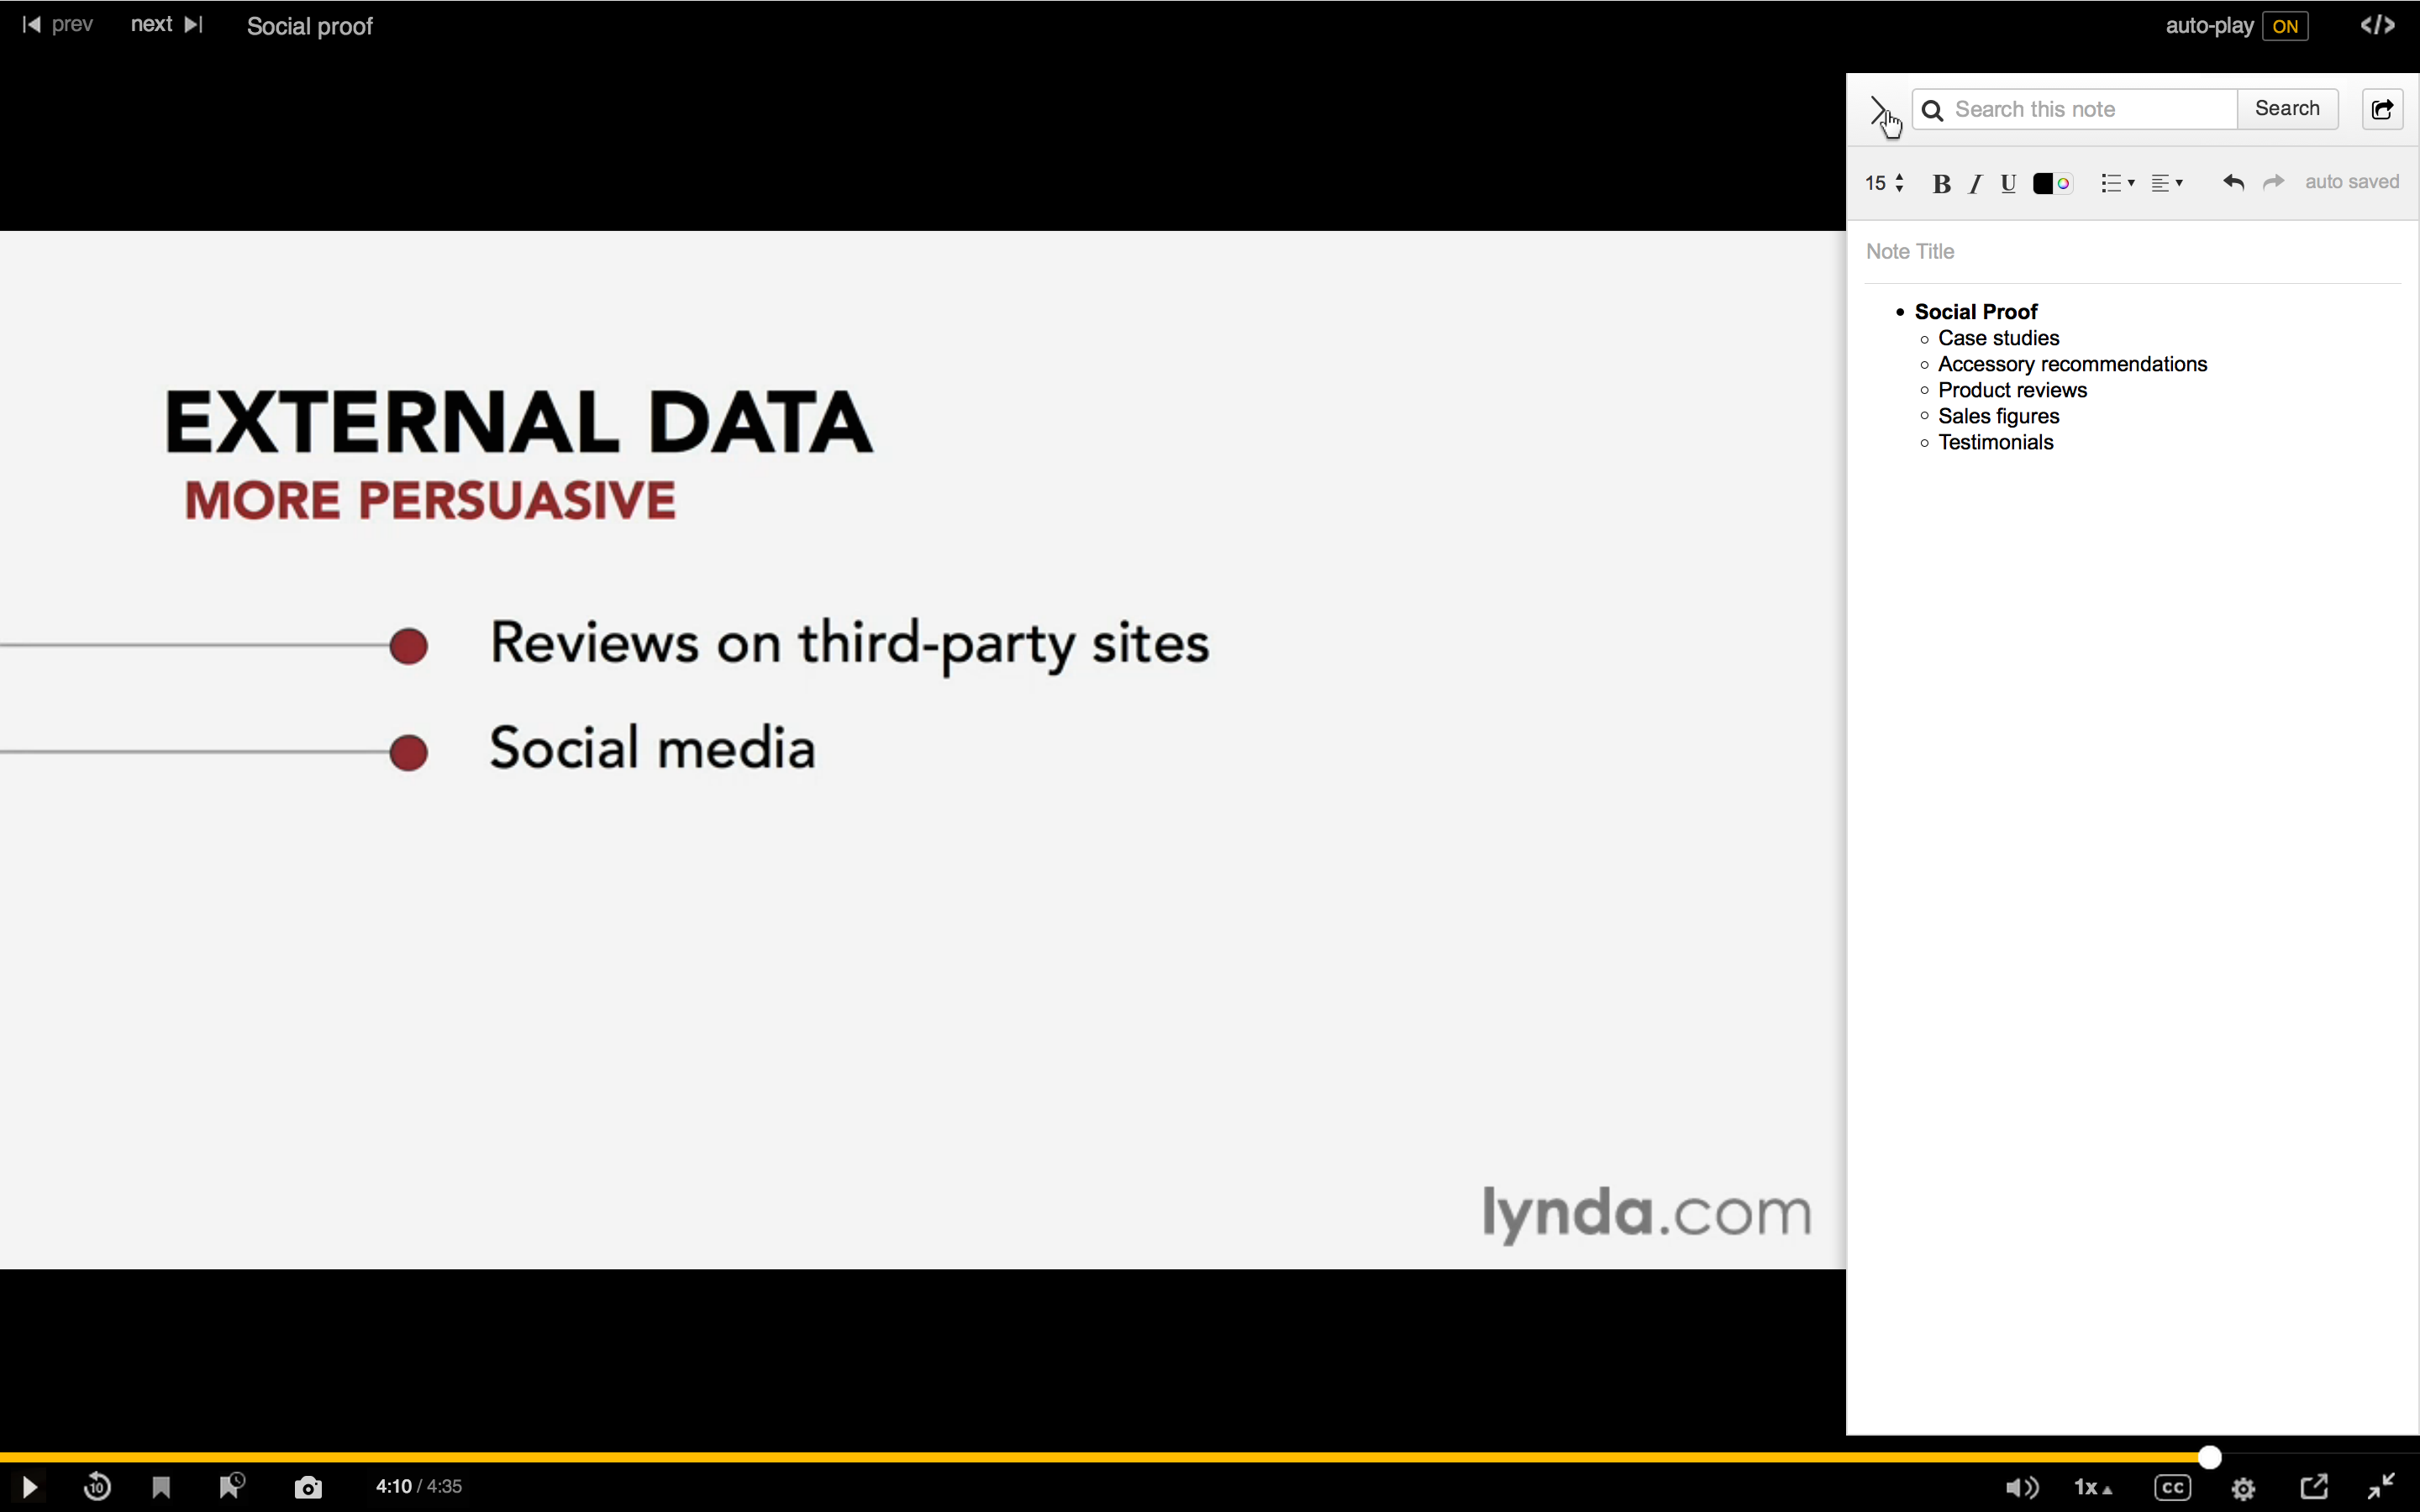 prev next Social proof auto-play ON
Search this note Search
15 B I U auto saved
Note Title
Social Proof
Case studies
Accessory recommendations
Product reviews
Sales figures
Testimonials
EXTERNAL DATA
MORE PERSUASIVE
Reviews on third-party sites
Social media
lynda.com
10 4:10 / 4:35 1x CC